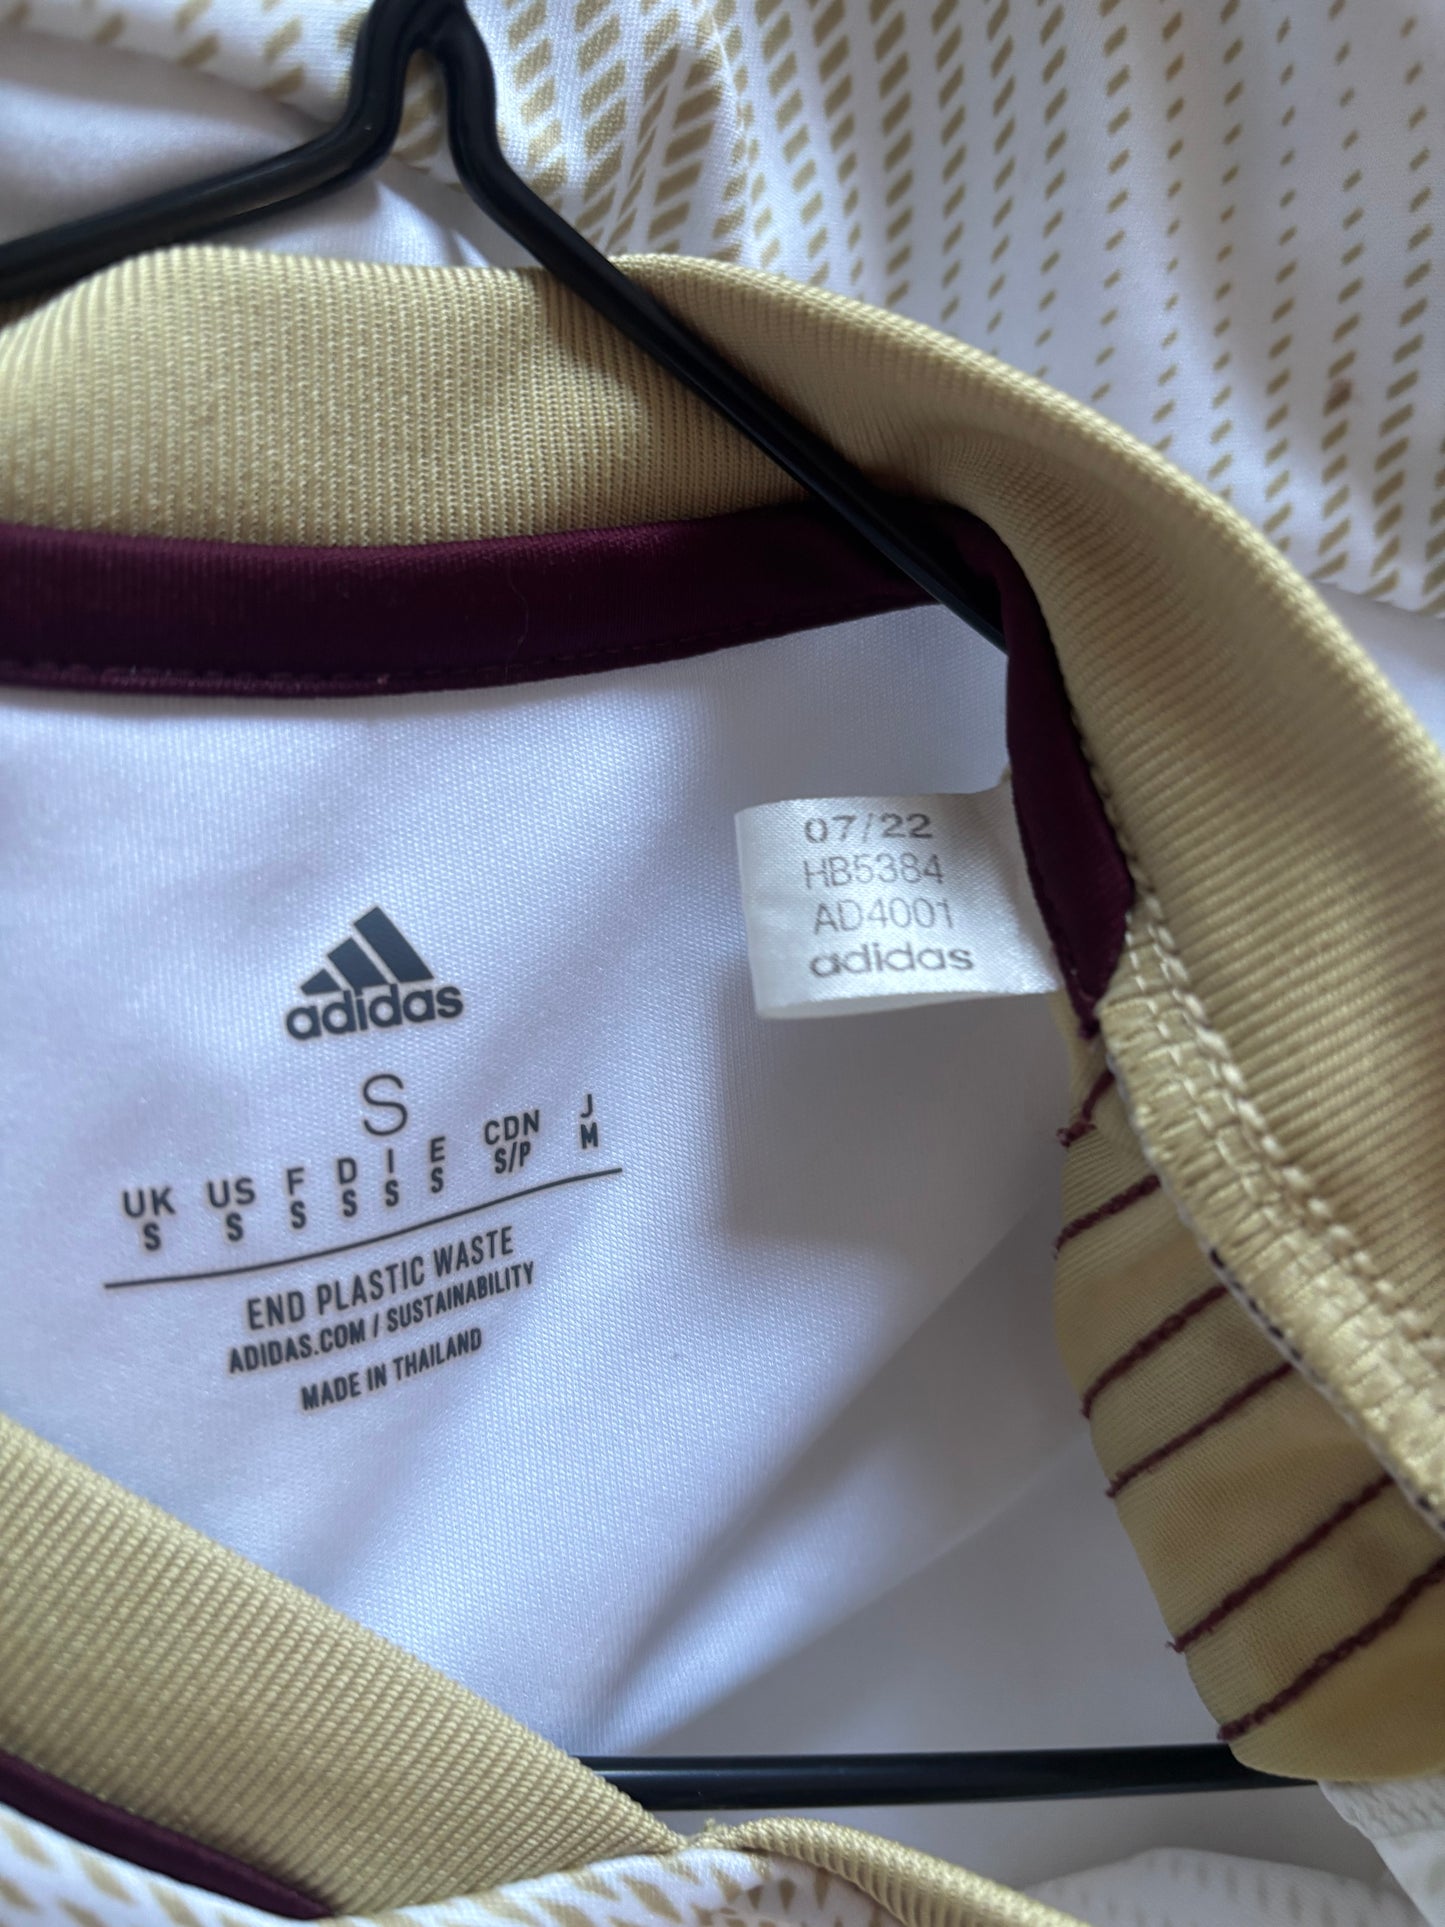 07/22
HB5384
AD4001
adidas
adidas
S
UK US F D I E CDN J
S S S S S S S/P M
END PLASTIC WASTE
ADIDAS.COM / SUSTAINABILITY
MADE IN THAILAND